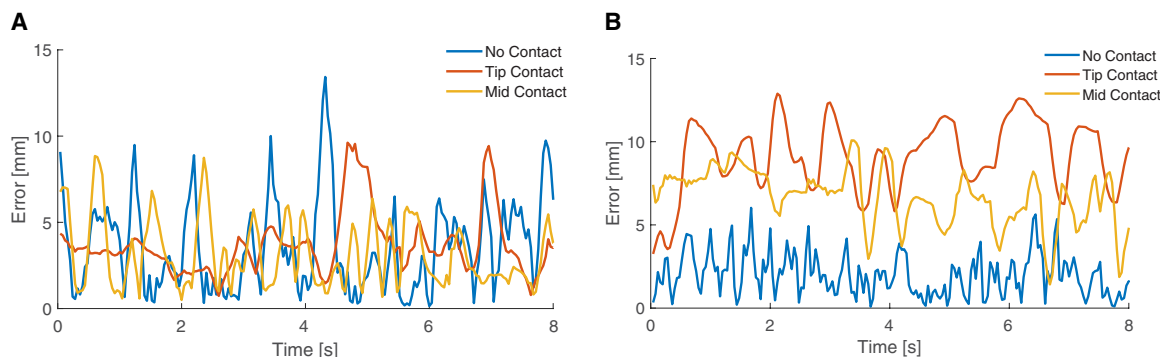 A
Error [mm]
15
10
5
0
No Contact
Tip Contact
Mid Contact
0 2 4 6 8
Time [s]
B
Error [mm]
15
10
5
0
No Contact
Tip Contact
Mid Contact
0 2 4 6 8
Time [s]